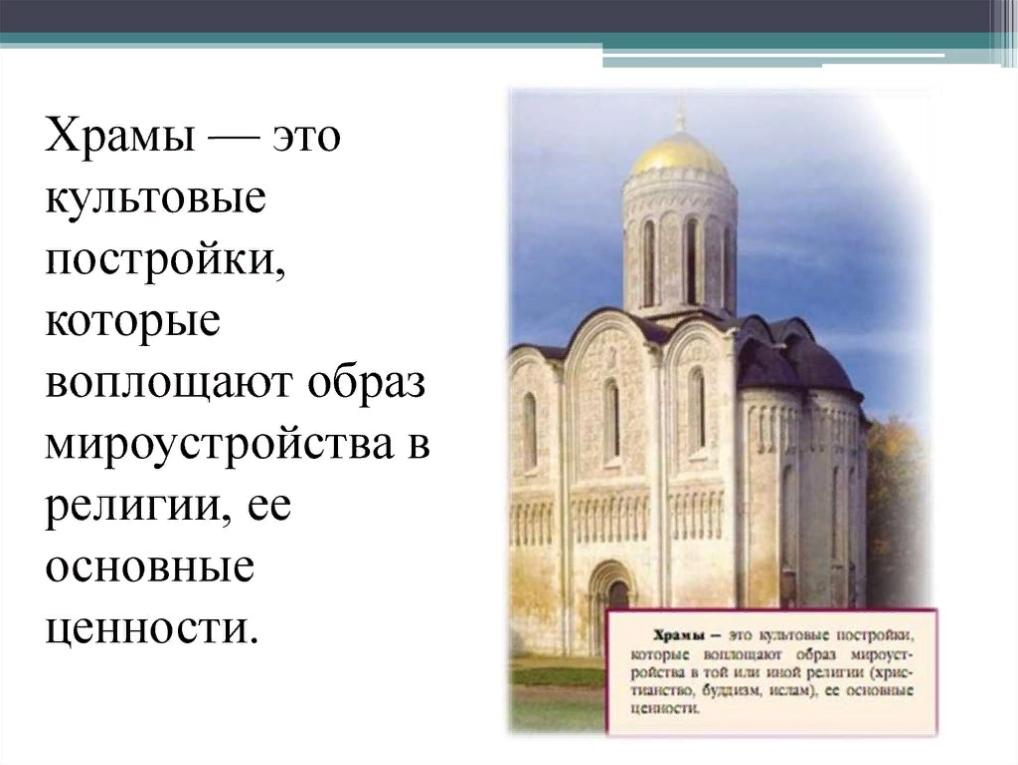 Храмы — это
культовые
постройки,
которые
воплощают образ
мироустройства в
религии, ее
основные
ценности.
Храмы – это культовые постройки,
которые воплощают образ мироуст-
ройства в той или иной религии (хрис-
тианство, буддизм, ислам), ее основные
ценности.